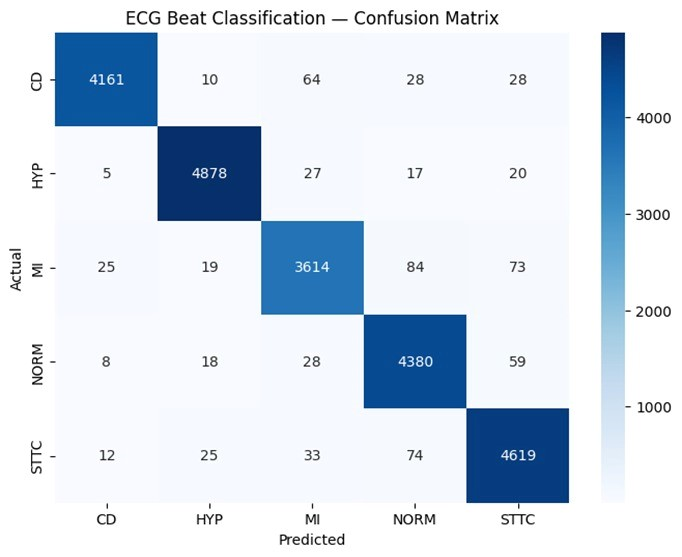 ECG Beat Classification — Confusion Matrix
CD 4161 10 64 28 28
HYP 5 4878 27 17 20
MI 25 19 3614 84 73
NORM 8 18 28 4380 59
STTC 12 25 33 74 4619
CD HYP MI NORM STTC
Predicted
Actual
4000
3000
2000
1000